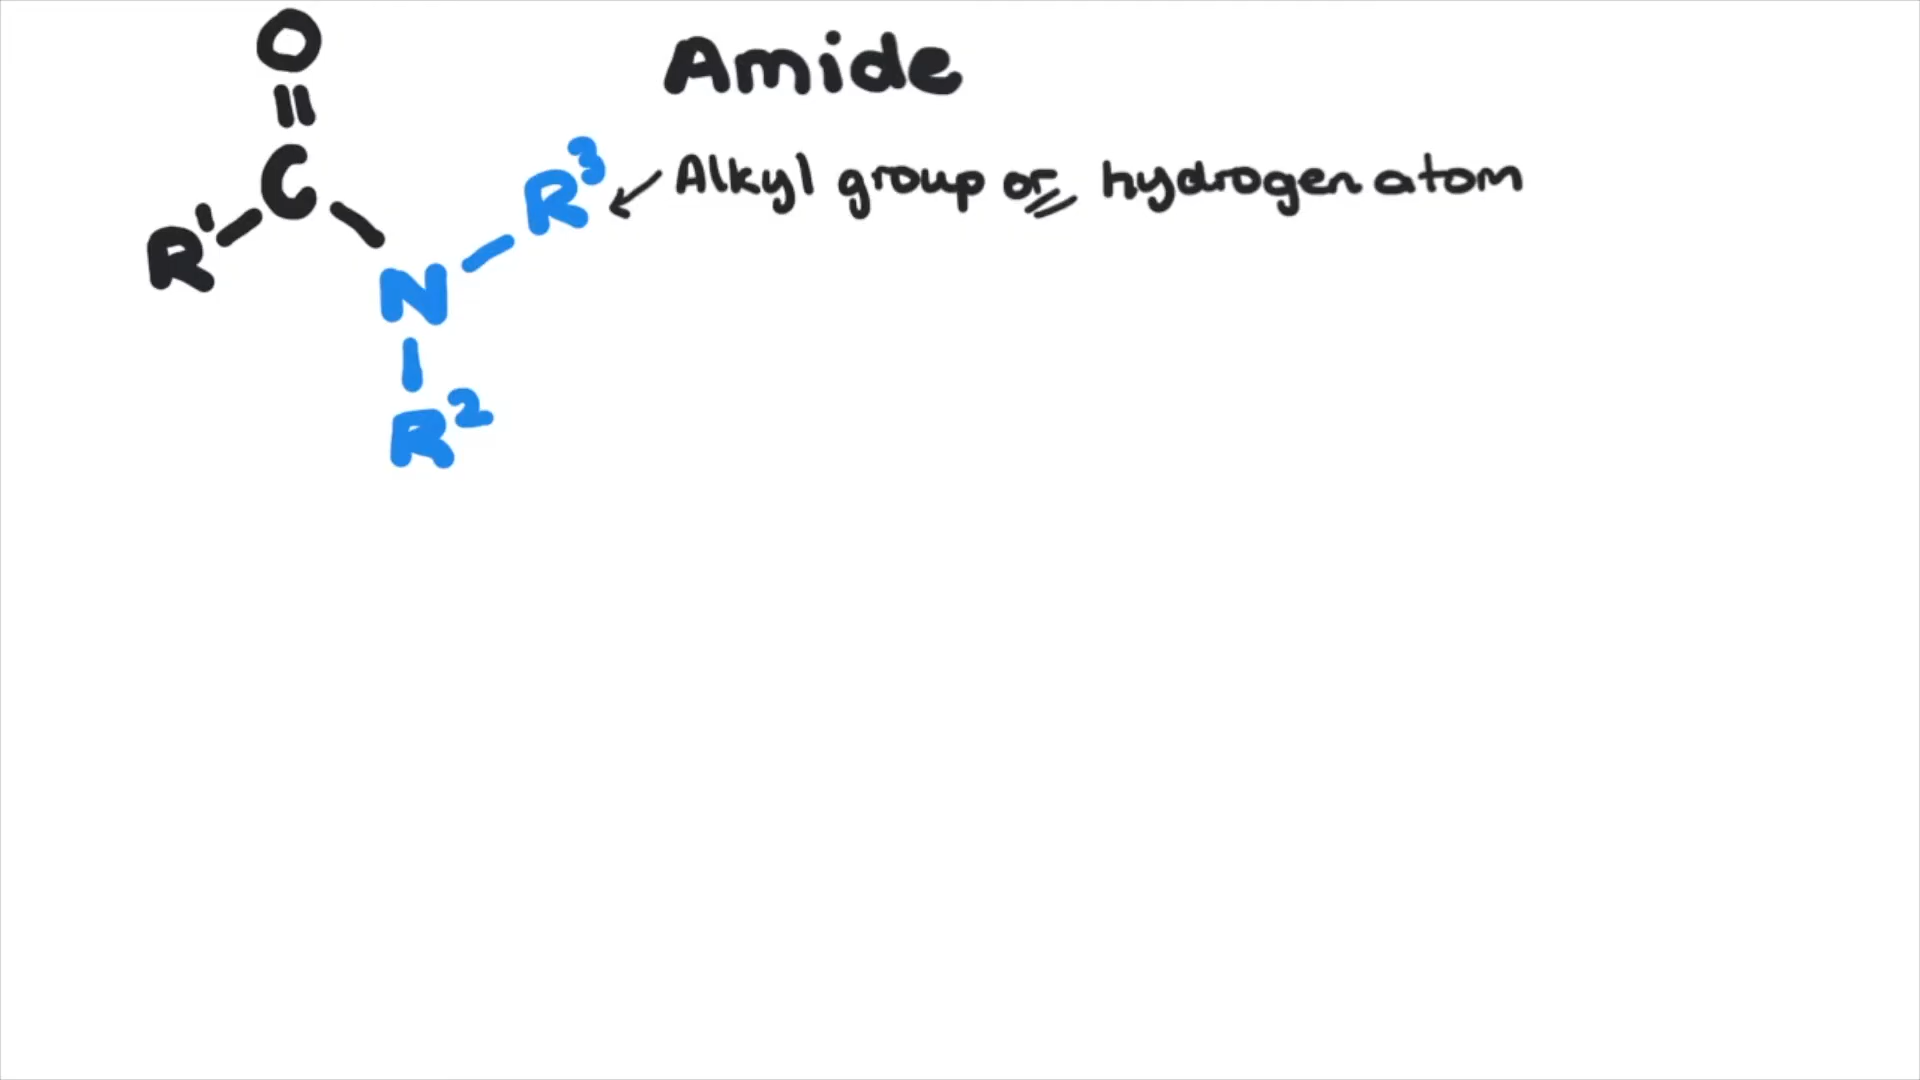 O
Amide
C
R³
Alkyl group or hydrogen atom
R¹
N
R²